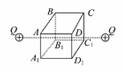 B C
Q A D Q
B₁ C₁
A₁ D₁